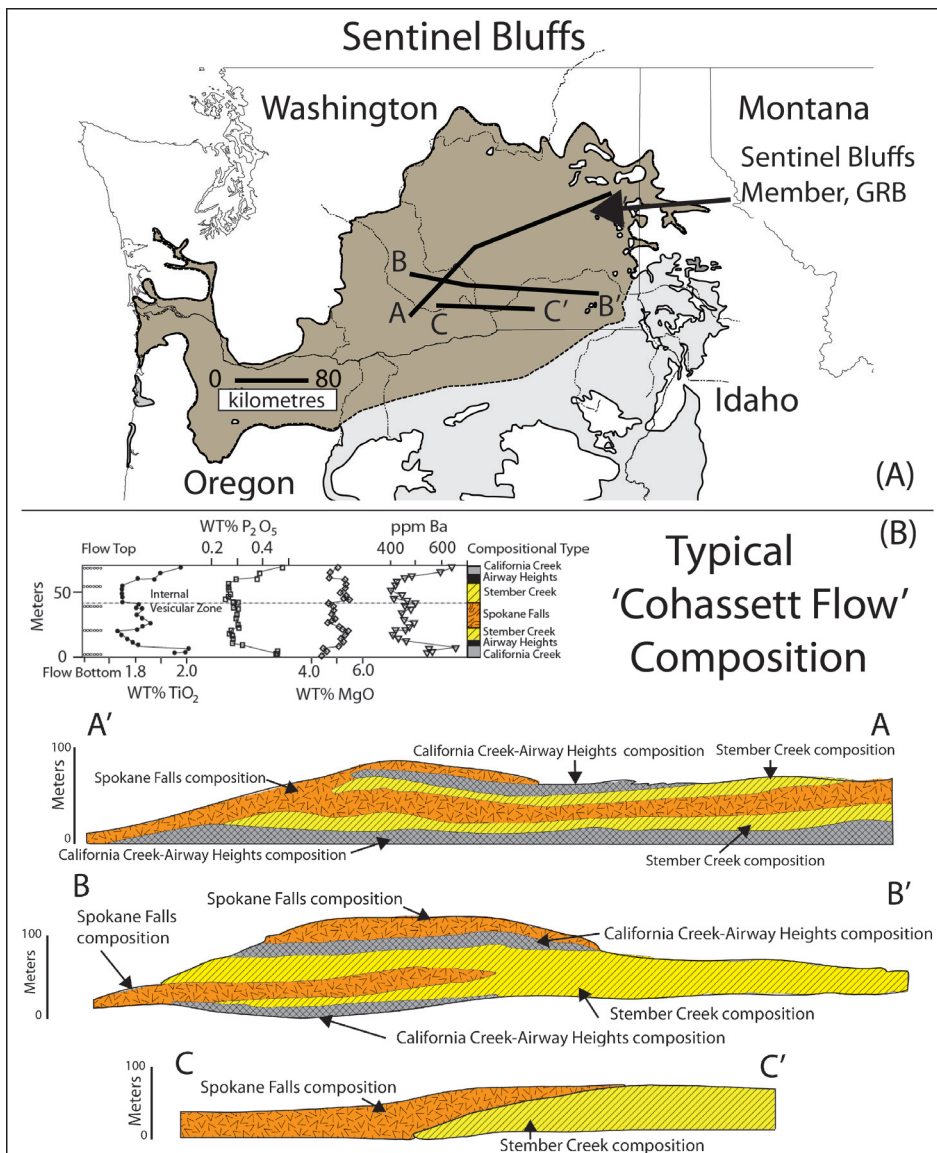 Sentinel Bluffs
Washington
Montana
Sentinel Bluffs
Member, GRB
B
A
C
C'
B'
0 80
kilometres
Idaho
Oregon
(A)
(B)
WT% P2O5
ppm Ba
Flow Top
0.2 0.4
400 600
Compositional Type
California Creek
Airway Heights
Stember Creek
Spokane Falls
Stember Creek
Airway Heights
California Creek
Internal
Vesicular Zone
Meters
50
0
Flow Bottom
1.8 2.0
4.0 6.0
WT% TiO2
WT% MgO
Typical
'Cohassett Flow'
Composition
A'
A
100
Meters
0
Spokane Falls composition
California Creek-Airway Heights composition
Stember Creek composition
California Creek-Airway Heights composition
Stember Creek composition
B
B'
Spokane Falls composition
Spokane Falls
composition
100
Meters
0
California Creek-Airway Heights composition
Stember Creek composition
California Creek-Airway Heights composition
C
C'
100
Meters
0
Spokane Falls composition
Stember Creek composition